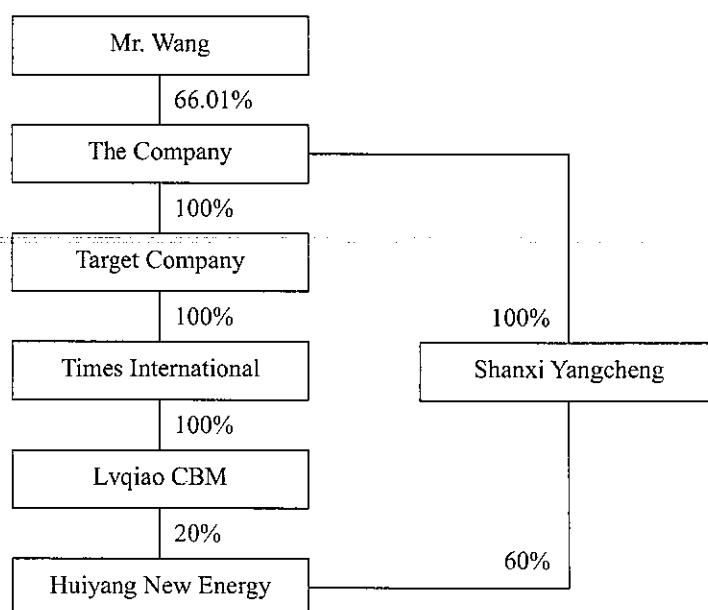 Mr. Wang
66.01%
The Company
100%
Target Company
100%
100%
Times International
Shanxi Yangcheng
100%
Lvqiao CBM
20%
60%
Huiyang New Energy